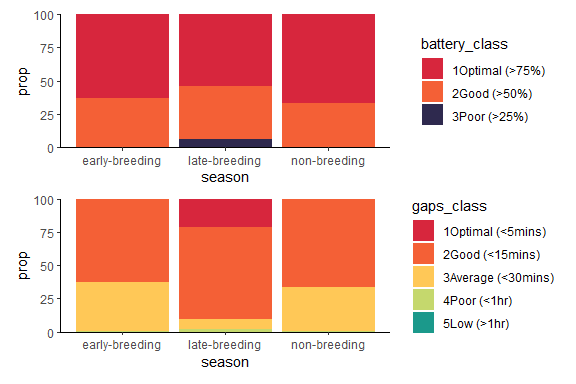 100
75
50
25
0
prop
early-breeding late-breeding non-breeding
season
battery_class
1Optimal (>75%)
2Good (>50%)
3Poor (>25%)
100
75
50
25
0
prop
early-breeding late-breeding non-breeding
season
gaps_class
1Optimal (<5mins)
2Good (<15mins)
3Average (<30mins)
4Poor (<1hr)
5Low (>1hr)